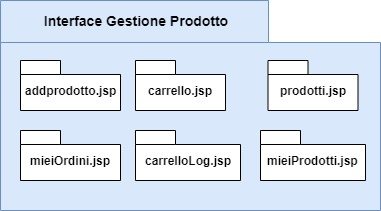 Interface Gestione Prodotto
addprodotto.jsp
carrello.jsp
prodotti.jsp
mieiOrdini.jsp
carrelloLog.jsp
mieiProdotti.jsp